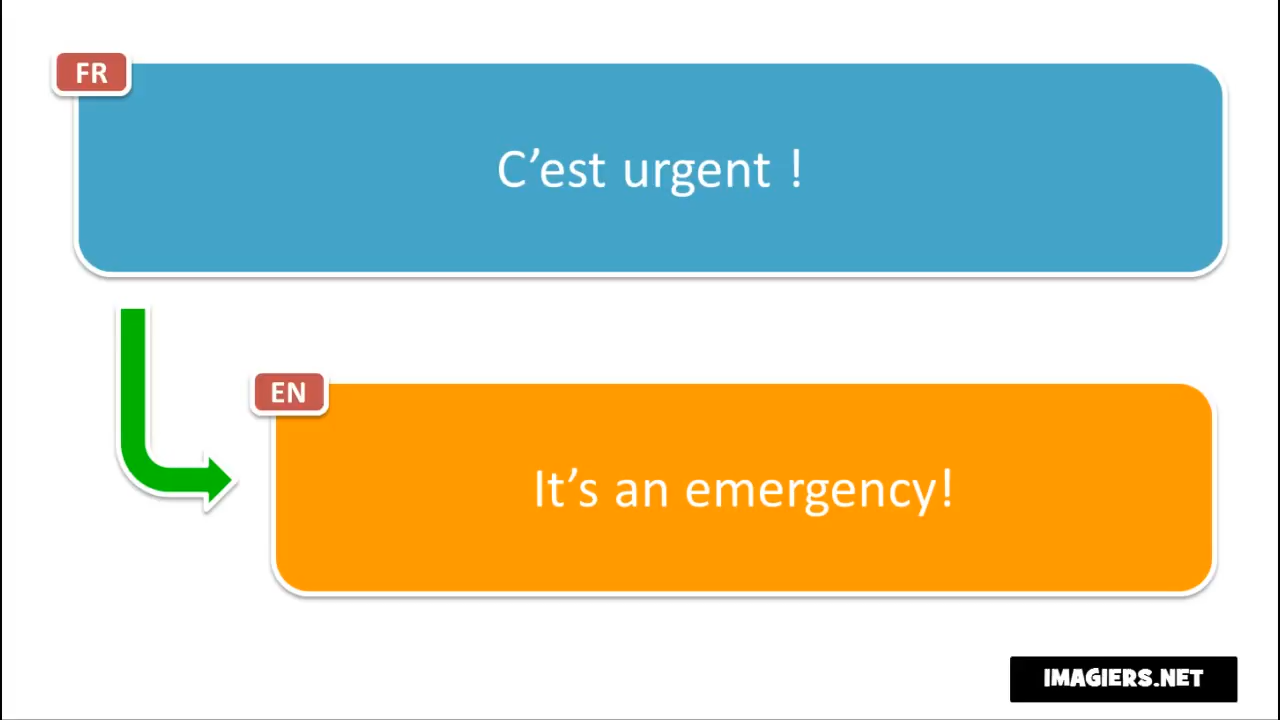 FR
C’est urgent !
EN
It’s an emergency!
IMAGIERS.NET